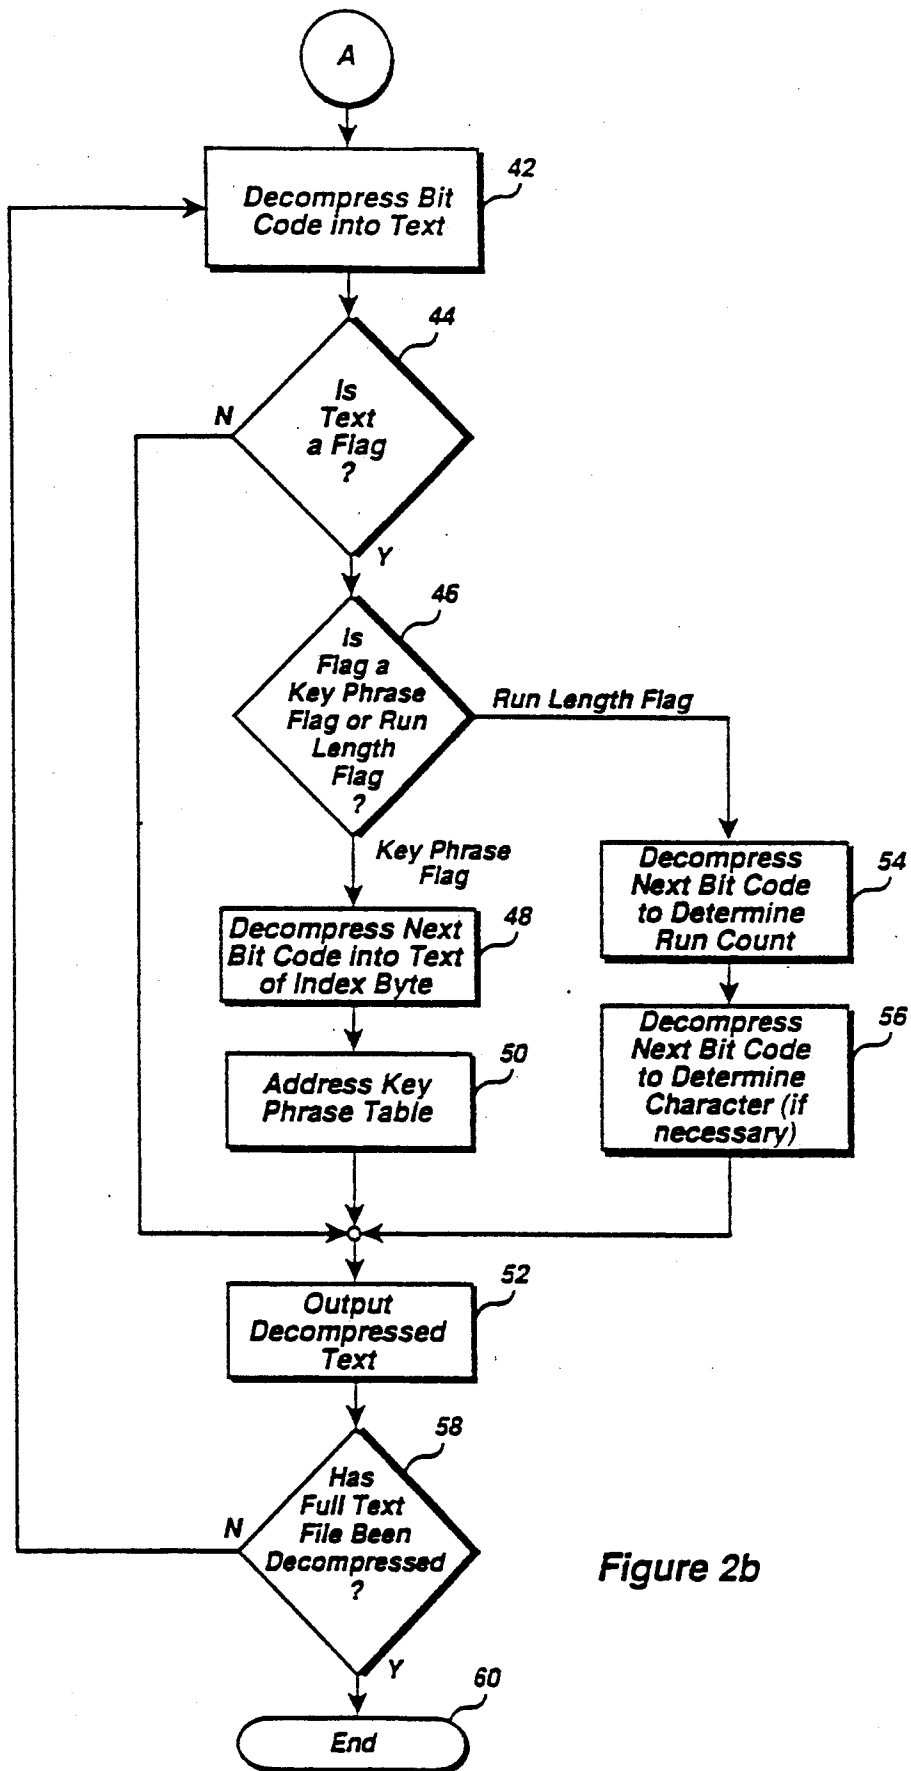 A
42
Decompress Bit
Code into Text
44
Is
Text
a Flag
?
N
Y
46
Is
Flag a
Key Phrase
Flag or Run
Length
Flag
?
Run Length Flag
Key Phrase
Flag
48
Decompress Next
Bit Code into Text
of Index Byte
54
Decompress
Next Bit Code
to Determine
Run Count
50
Address Key
Phrase Table
56
Decompress
Next Bit Code
to Determine
Character (if
necessary)
52
Output
Decompressed
Text
58
Has
Full Text
File Been
Decompressed
?
N
Y
Figure 2b
60
End